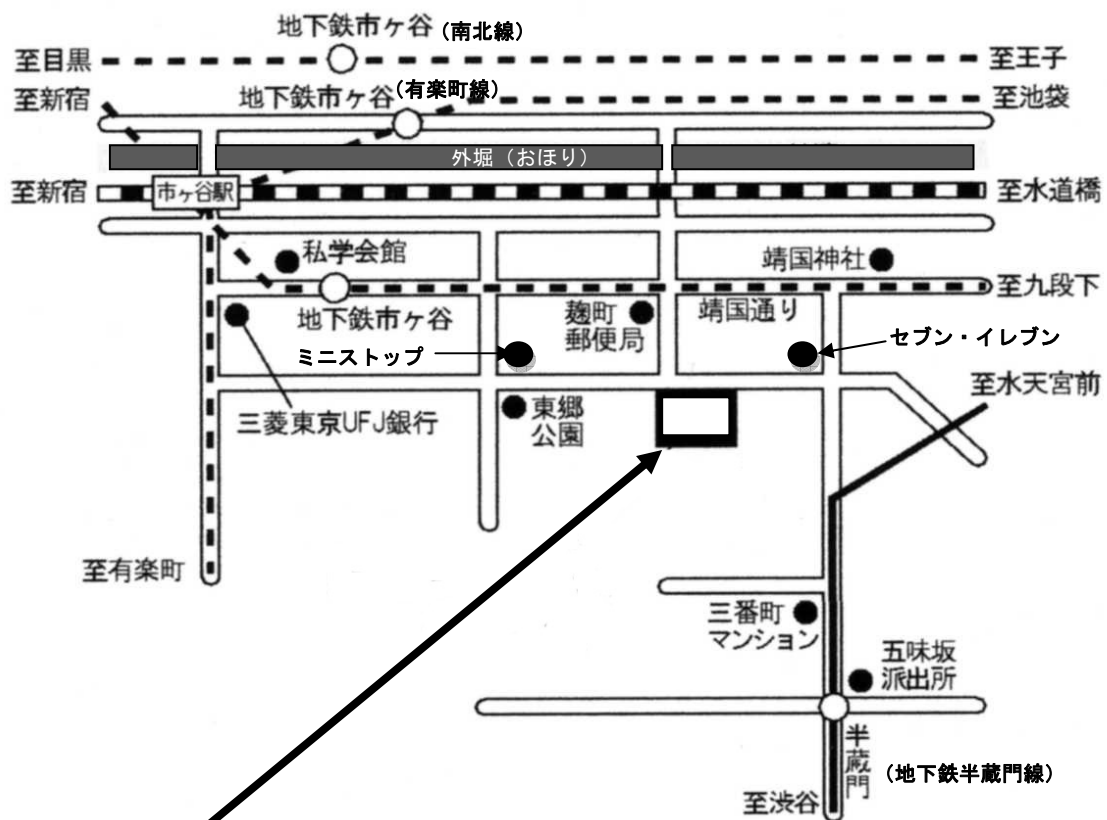 地下鉄市ヶ谷(南北線)
至目黒
至王子
至新宿
地下鉄市ヶ谷(有楽町線)
至池袋
外堀（おほり）
至新宿
市ヶ谷駅
至水道橋
私学会館
靖国神社
至九段下
地下鉄市ヶ谷
麹町
郵便局
靖国通り
ミニストップ
セブン・イレブン
至水天宮前
三菱東京UFJ銀行
東郷
公園
至有楽町
三番町
マンション
五味坂
派出所
半蔵門
(地下鉄半蔵門線)
至渋谷